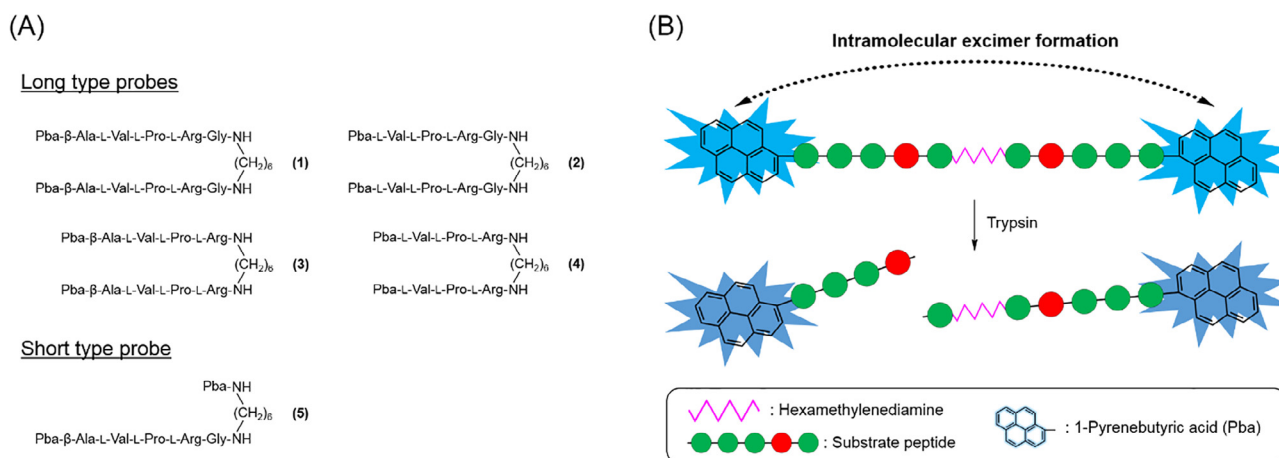 (A)
Long type probes
Pba-β-Ala-L-Val-L-Pro-L-Arg-Gly-NH
(CH₂)₆ (1)
Pba-β-Ala-L-Val-L-Pro-L-Arg-Gly-NH
Pba-L-Val-L-Pro-L-Arg-Gly-NH
(CH₂)₆ (2)
Pba-L-Val-L-Pro-L-Arg-Gly-NH
Pba-β-Ala-L-Val-L-Pro-L-Arg-NH
(CH₂)₆ (3)
Pba-β-Ala-L-Val-L-Pro-L-Arg-NH
Pba-L-Val-L-Pro-L-Arg-NH
(CH₂)₆ (4)
Pba-L-Val-L-Pro-L-Arg-NH
Short type probe
Pba-NH
(CH₂)₆ (5)
Pba-β-Ala-L-Val-L-Pro-L-Arg-Gly-NH
(B)
Intramolecular excimer formation
Trypsin
: Hexamethylenediamine
: Substrate peptide
: 1-Pyrenebutyric acid (Pba)